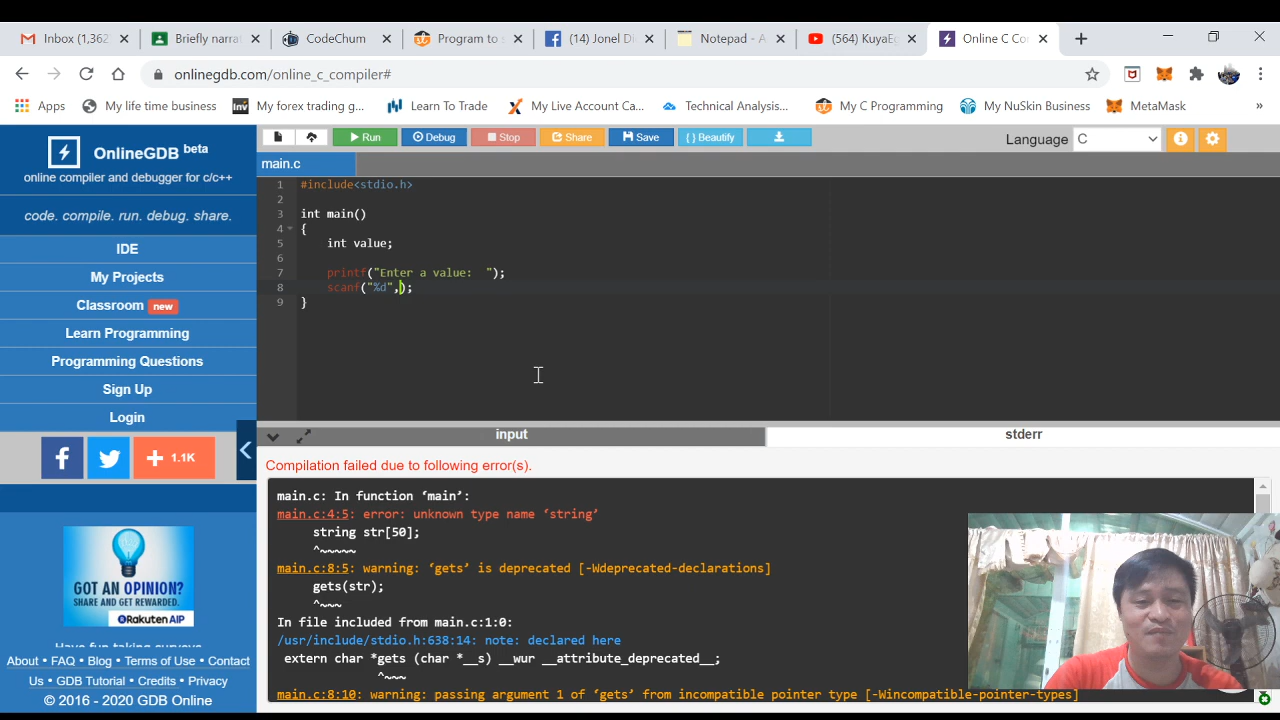 Inbox (1,362
Briefly narrat
CodeChum
Program to s
(14) Jonel Di
Notepad - A
(564) KuyaEg
Online C Co
onlinegdb.com/online_c_compiler#
Apps
My life time business
My forex trading g...
Learn To Trade
My Live Account Ca...
Technical Analysis...
My C Programming
My NuSkin Business
MetaMask
»
OnlineGDB beta
online compiler and debugger for c/c++
code. compile. run. debug. share.
IDE
My Projects
Classroom new
Learn Programming
Programming Questions
Sign Up
Login
1.1K
GOT AN OPINION?
SHARE AND GET REWARDED.
Rakuten AIP
About • FAQ • Blog • Terms of Use • Contact
Us • GDB Tutorial • Credits • Privacy
© 2016 - 2020 GDB Online
Run
Debug
Stop
Share
Save
{ } Beautify
Language C
main.c
1 #include<stdio.h>
2
3 int main()
4 {
5 int value;
6
7 printf("Enter a value:  ");
8 scanf("%d",);
9 }
input
stderr
Compilation failed due to following error(s).
main.c: In function ‘main’:
main.c:4:5: error: unknown type name ‘string’
string str[50];
^~~~~~
main.c:8:5: warning: ‘gets’ is deprecated [-Wdeprecated-declarations]
gets(str);
^~~~
In file included from main.c:1:0:
/usr/include/stdio.h:638:14: note: declared here
extern char *gets (char *__s) __wur __attribute_deprecated__;
^~~~
main.c:8:10: warning: passing argument 1 of ‘gets’ from incompatible pointer type [-Wincompatible-pointer-types]